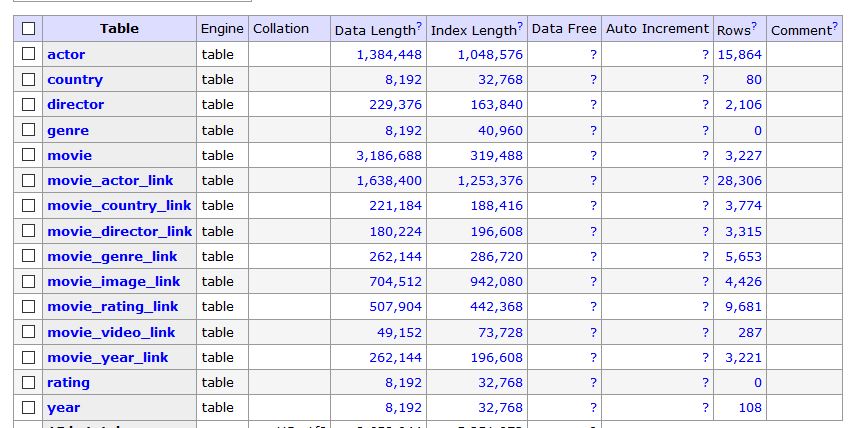 Table Engine Collation Data Length? Index Length? Data Free Auto Increment Rows? Comment?
actor table 1,384,448 1,048,576 ? ? 15,864
country table 8,192 32,768 ? ? 80
director table 229,376 163,840 ? ? 2,106
genre table 8,192 40,960 ? ? 0
movie table 3,186,688 319,488 ? ? 3,227
movie_actor_link table 1,638,400 1,253,376 ? ? 28,306
movie_country_link table 221,184 188,416 ? ? 3,774
movie_director_link table 180,224 196,608 ? ? 3,315
movie_genre_link table 262,144 286,720 ? ? 5,653
movie_image_link table 704,512 942,080 ? ? 4,426
movie_rating_link table 507,904 442,368 ? ? 9,681
movie_video_link table 49,152 73,728 ? ? 287
movie_year_link table 262,144 196,608 ? ? 3,221
rating table 8,192 32,768 ? ? 0
year table 8,192 32,768 ? ? 108